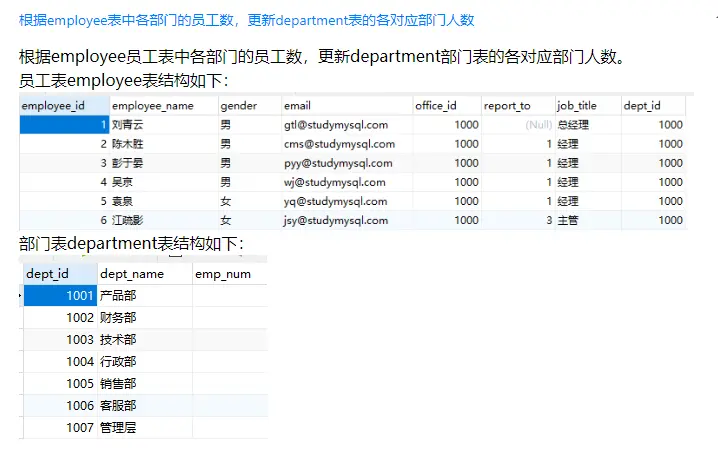 根据employee表中各部门的员工数，更新department表的各对应部门人数
根据employee员工表中各部门的员工数，更新department部门表的各对应部门人数。
员工表employee表结构如下：
employee_id employee_name gender email office_id report_to job_title dept_id
1 刘青云 男 gtl@studymysql.com 1000 (Null) 总经理 1000
2 陈木胜 男 cms@studymysql.com 1000 1 经理 1000
3 彭于晏 男 pyy@studymysql.com 1000 1 经理 1000
4 吴京 男 wj@studymysql.com 1000 1 经理 1000
5 袁泉 女 yq@studymysql.com 1000 1 经理 1000
6 江疏影 女 jsy@studymysql.com 1000 3 主管 1000
部门表department表结构如下：
dept_id dept_name emp_num
1001 产品部
1002 财务部
1003 技术部
1004 行政部
1005 销售部
1006 客服部
1007 管理层